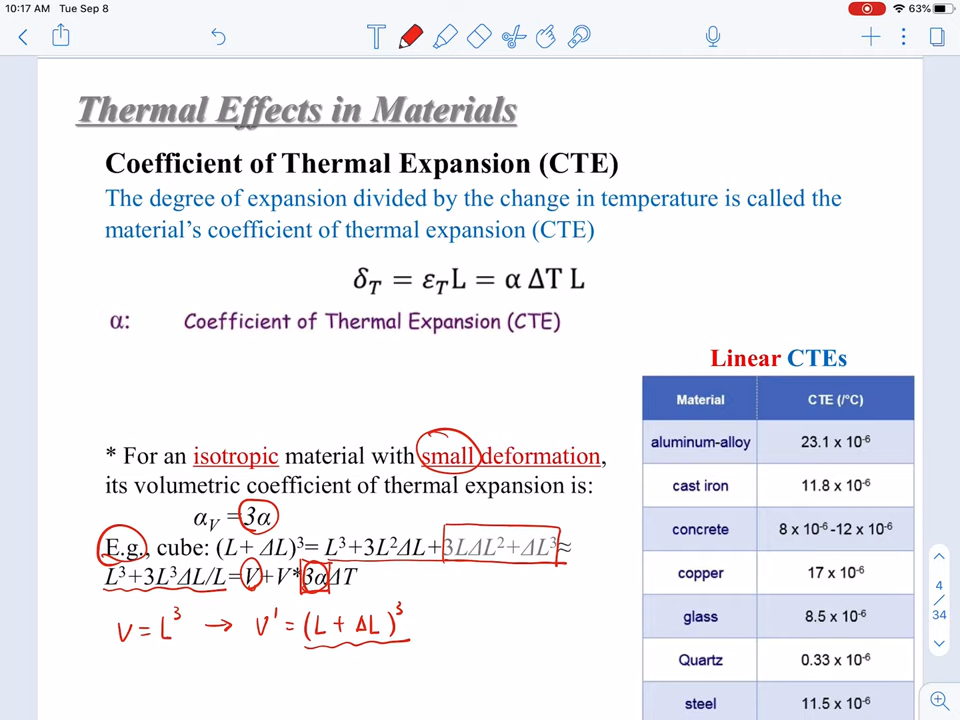 10:17 AM Tue Sep 8 63%
Thermal Effects in Materials
Coefficient of Thermal Expansion (CTE)
The degree of expansion divided by the change in temperature is called the
material's coefficient of thermal expansion (CTE)
δ_T = ε_T L = α ΔT L
α: Coefficient of Thermal Expansion (CTE)
* For an isotropic material with small deformation,
its volumetric coefficient of thermal expansion is:
α_V = 3α
E.g., cube: (L+ ΔL)³= L³+3L²ΔL+3LΔL²+ΔL³≈
L³+3L³ΔL/L=V+V*3αΔT
V = L³ → V' = (L + ΔL)³
Linear CTEs
Material CTE (/°C)
aluminum-alloy 23.1 x 10⁻⁶
cast iron 11.8 x 10⁻⁶
concrete 8 x 10⁻⁶ -12 x 10⁻⁶
copper 17 x 10⁻⁶
glass 8.5 x 10⁻⁶
Quartz 0.33 x 10⁻⁶
steel 11.5 x 10⁻⁶
4
/
34